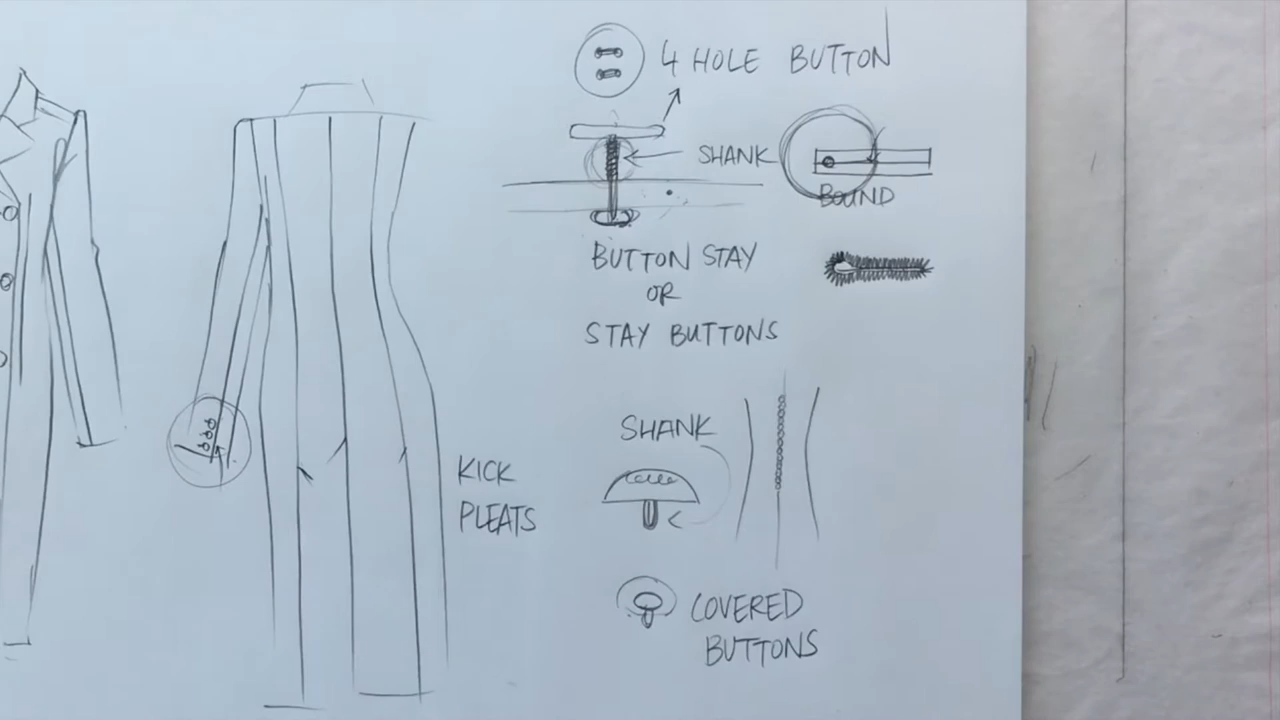 4 HOLE BUTTON
SHANK
BOUND
BUTTON STAY
OR
STAY BUTTONS
SHANK
KICK
PLEATS
COVERED
BUTTONS